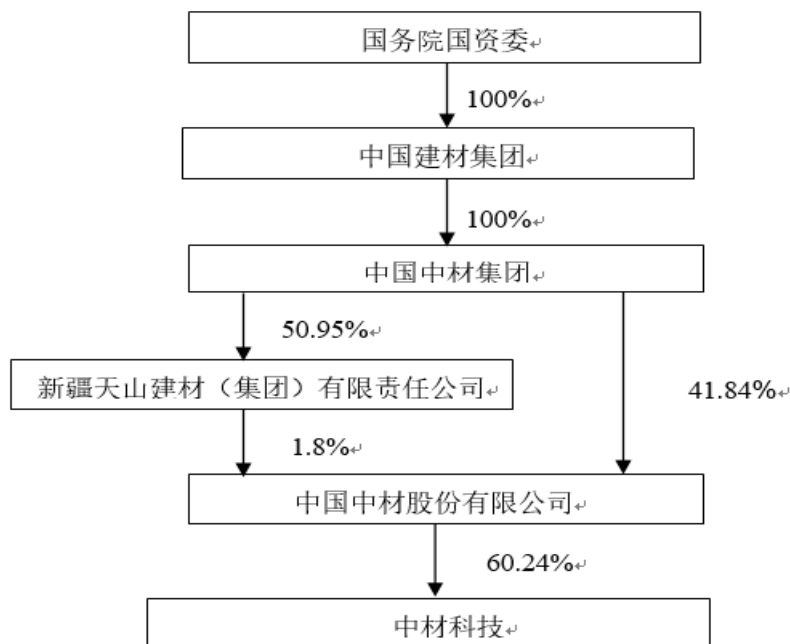 国务院国资委
100%
中国建材集团
100%
中国中材集团
50.95%
新疆天山建材（集团）有限责任公司
41.84%
1.8%
中国中材股份有限公司
60.24%
中材科技